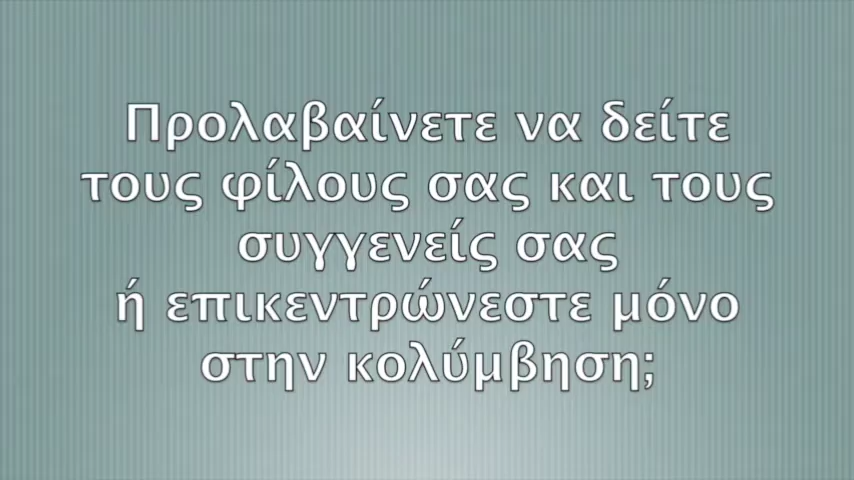 Προλαβαίνετε να δείτε
τους φίλους σας και τους
συγγενείς σας
ή επικεντρώνεστε μόνο
στην κολύμβηση;